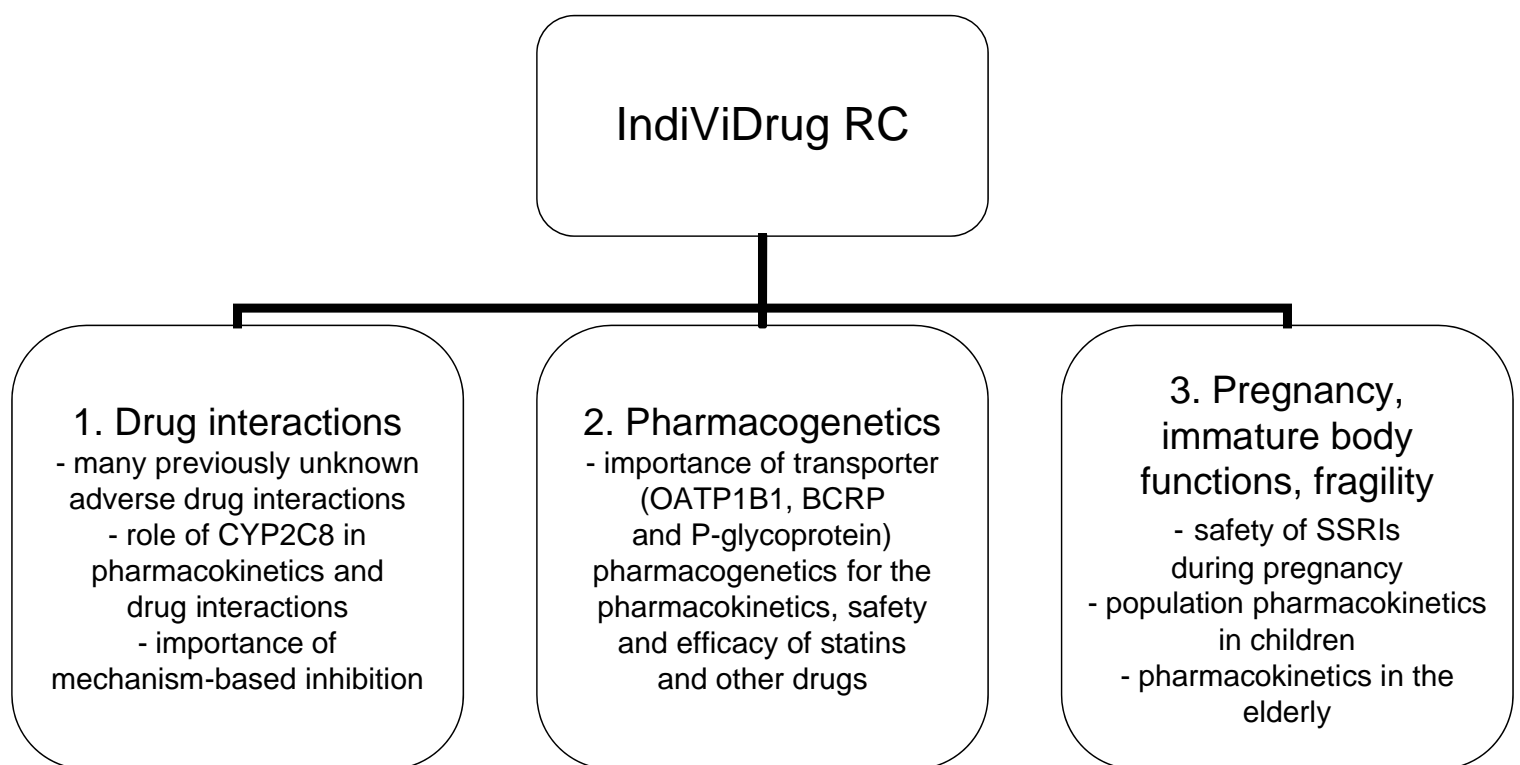 IndiViDrug RC
1. Drug interactions
- many previously unknown
adverse drug interactions
- role of CYP2C8 in
pharmacokinetics and
drug interactions
- importance of
mechanism-based inhibition
2. Pharmacogenetics
- importance of transporter
(OATP1B1, BCRP
and P-glycoprotein)
pharmacogenetics for the
pharmacokinetics, safety
and efficacy of statins
and other drugs
3. Pregnancy,
immature body
functions, fragility
- safety of SSRIs
during pregnancy
- population pharmacokinetics
in children
- pharmacokinetics in the
elderly